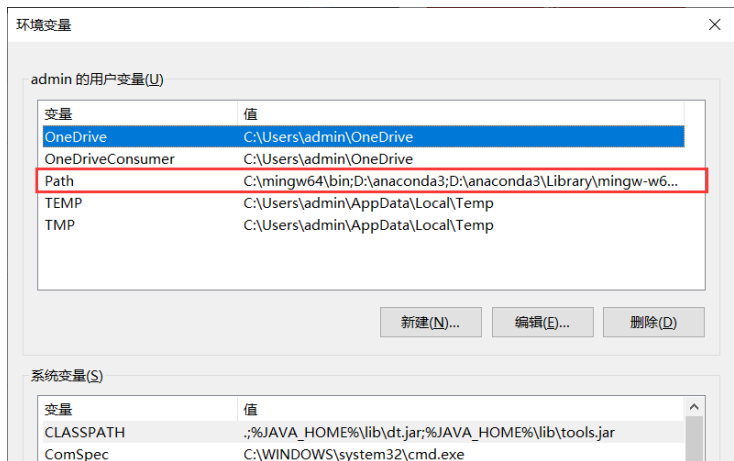 环境变量
admin 的用户变量(U)
变量 值
OneDrive C:\Users\admin\OneDrive
OneDriveConsumer C:\Users\admin\OneDrive
Path C:\mingw64\bin;D:\anaconda3;D:\anaconda3\Library\mingw-w6...
TEMP C:\Users\admin\AppData\Local\Temp
TMP C:\Users\admin\AppData\Local\Temp
新建(N)... 编辑(E)... 删除(D)
系统变量(S)
变量 值
CLASSPATH .;%JAVA_HOME%\lib\dt.jar;%JAVA_HOME%\lib\tools.jar
ComSpec C:\WINDOWS\system32\cmd.exe